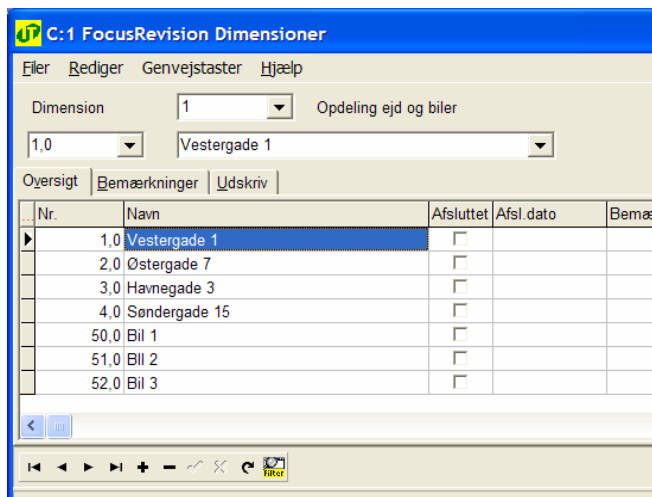 C:1 FocusRevision Dimensioner
Filer Rediger Genvejstaster Hjælp
Dimension 1 Opdeling ejd og biler
1,0 Vestergade 1
Oversigt Bemærkninger Udskriv
... Nr. Navn Afsluttet Afsl.dato Bemæ
1,0 Vestergade 1
2,0 Østergade 7
3,0 Havnegade 3
4,0 Søndergade 15
50,0 Bil 1
51,0 BIl 2
52,0 Bil 3
filter